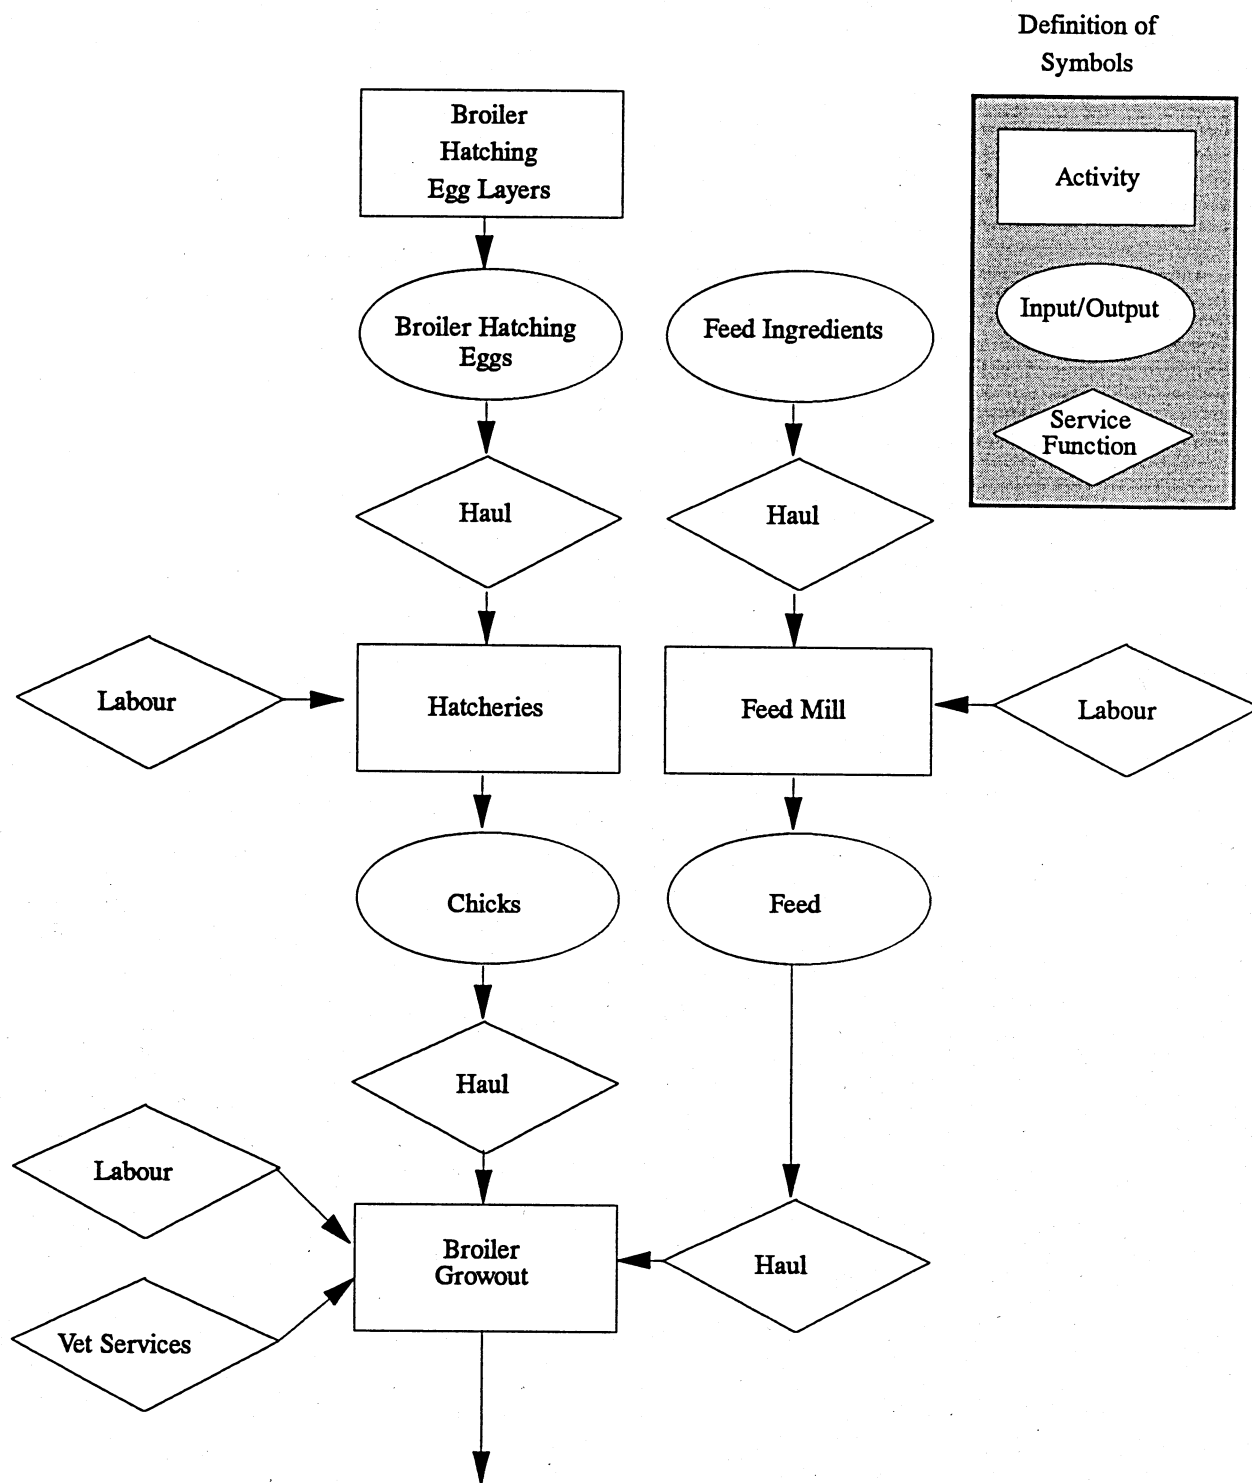 Definition of
Symbols
Broiler
Hatching
Egg Layers
Activity
Broiler Hatching
Eggs
Feed Ingredients
Input/Output
Service
Function
Haul
Haul
Labour
Hatcheries
Feed Mill
Labour
Chicks
Feed
Haul
Labour
Broiler
Growout
Haul
Vet Services